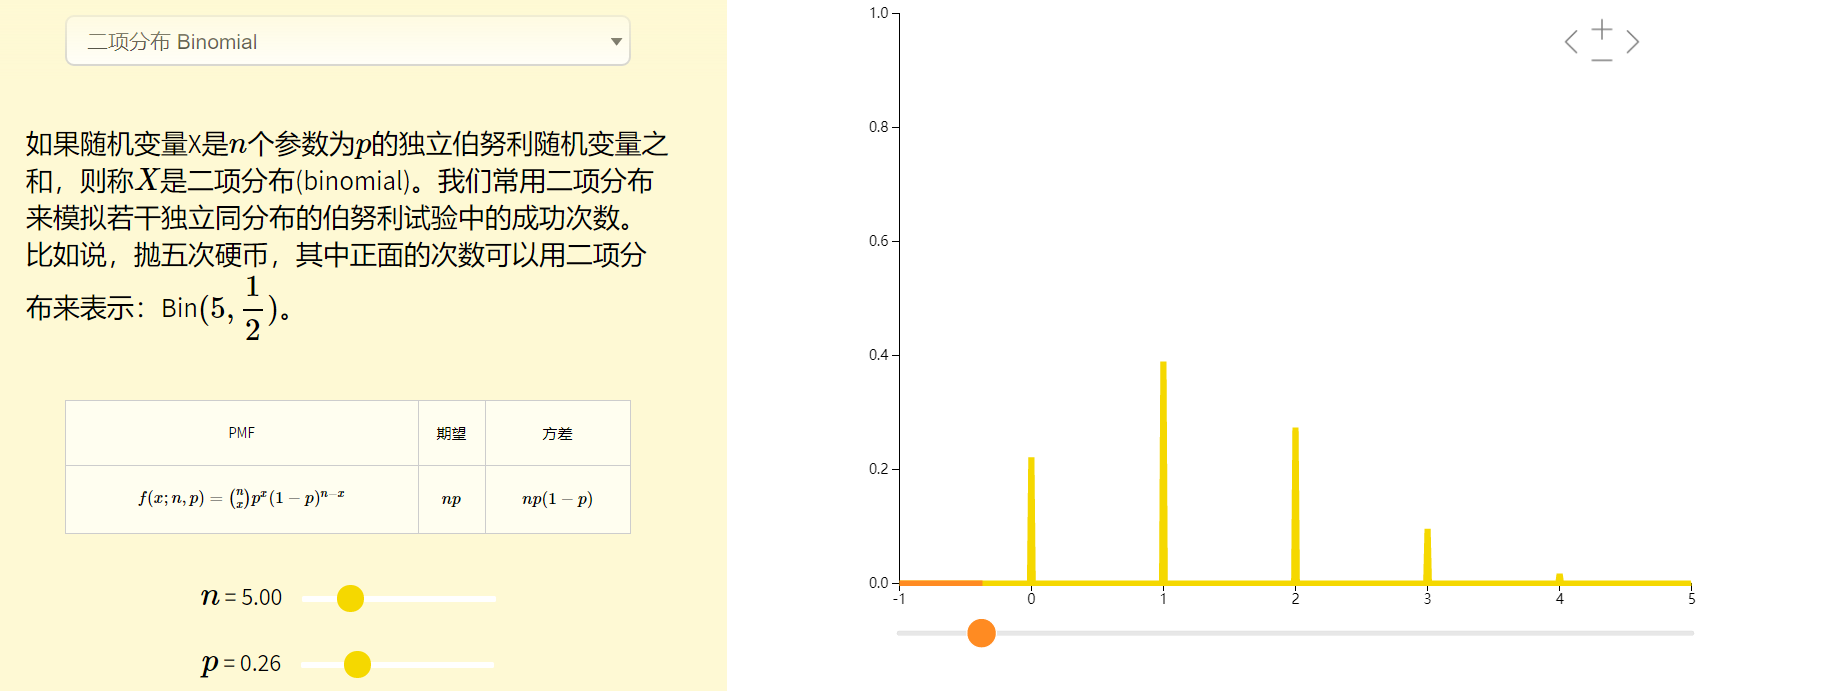 二项分布 Binomial
如果随机变量X是n个参数为p的独立伯努利随机变量之
和，则称X是二项分布(binomial)。我们常用二项分布
来模拟若干独立同分布的伯努利试验中的成功次数。
比如说，抛五次硬币，其中正面的次数可以用二项分
布来表示：Bin(5, 1/2)。
PMF 期望 方差
f(x; n, p) = (n x) p^x (1 − p)^{n−x} np np(1 − p)
n = 5.00
p = 0.26
1.0
0.8
0.6
0.4
0.2
0.0
-1 0 1 2 3 4 5